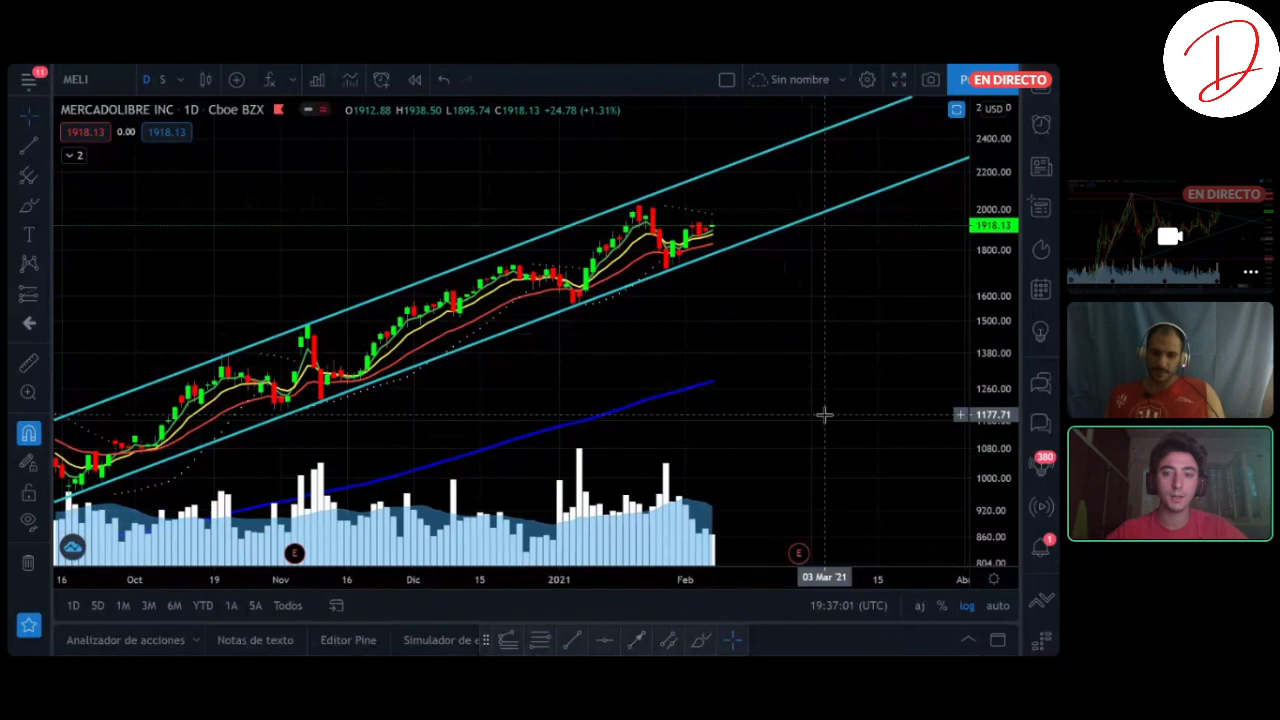 11
MELI
D S
Sin nombre
EN DIRECTO
MERCADOLIBRE INC · 1D · Cboe BZX
O1912.88 H1938.50 L1895.74 C1918.13 +24.78 (+1.31%)
1918.13 0.00 1918.13
2
USD
2400.00
2200.00
2000.00
1918.13
1800.00
1600.00
1500.00
1380.00
1260.00
1177.71
1080.00
1000.00
920.00
860.00
804.00
E
E
16 Oct 19 Nov 16 Dic 15 2021 Feb 03 Mar '21 15
1D 5D 1M 3M 6M YTD 1A 5A Todos
19:37:01 (UTC)
aj % log auto
Analizador de acciones
Notas de texto
Editor Pine
Simulador de
380
1
D
EN DIRECTO